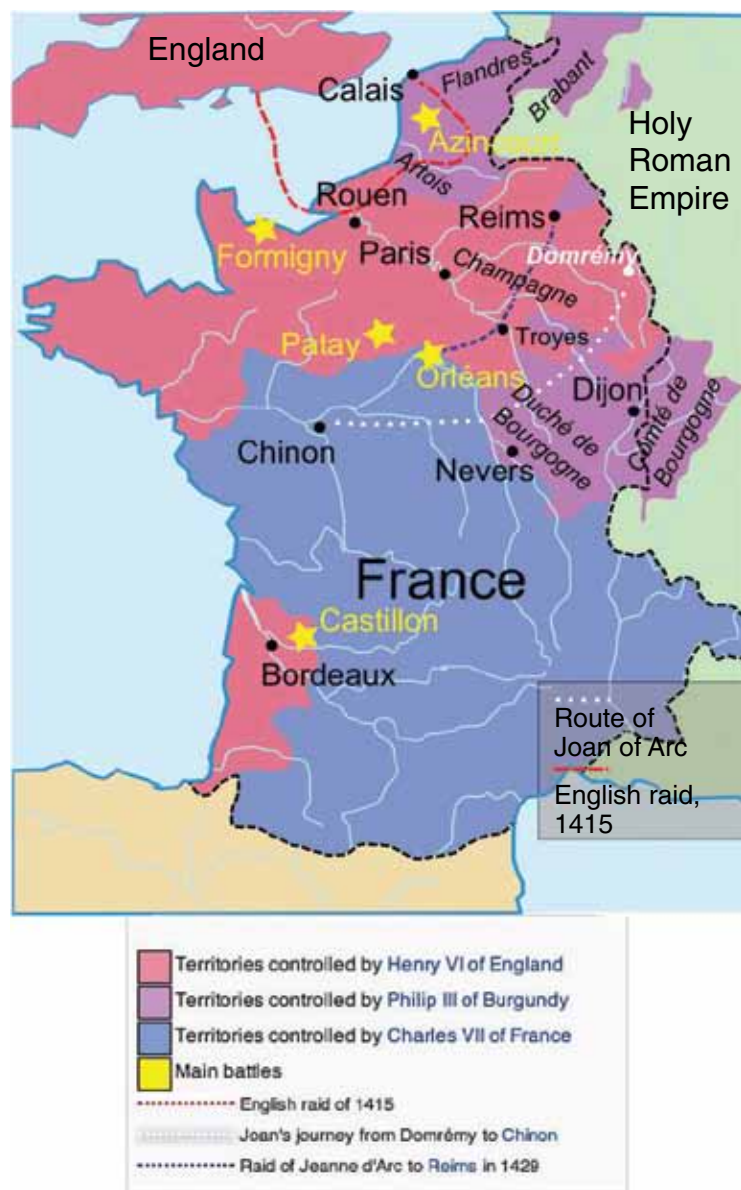 England
Calais
Flandres
Brabant
Azincourt
Holy
Roman
Empire
Artois
Rouen
Reims
Formigny
Paris
Champagne
Domrémy
Patay
Troyes
Orléans
Dijon
Duché de
Bourgogne
Comté de
Bourgogne
Chinon
Nevers
France
Castillon
Bordeaux
Route of
Joan of Arc
English raid,
1415
Territories controlled by Henry VI of England
Territories controlled by Philip III of Burgundy
Territories controlled by Charles VII of France
Main battles
English raid of 1415
Joan's journey from Domrémy to Chinon
Raid of Jeanne d'Arc to Reims in 1429